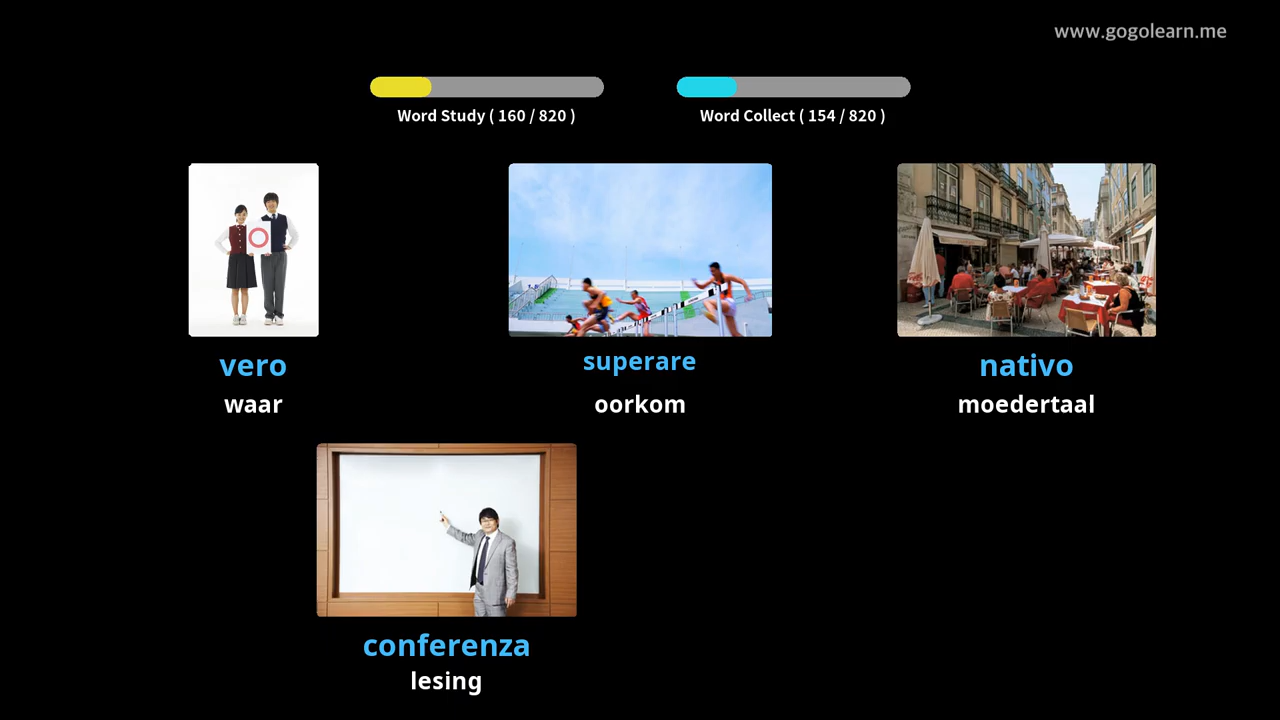 www.gogolearn.me
Word Study ( 160 / 820 )
Word Collect ( 154 / 820 )
vero
waar
superare
oorkom
nativo
moedertaal
conferenza
lesing